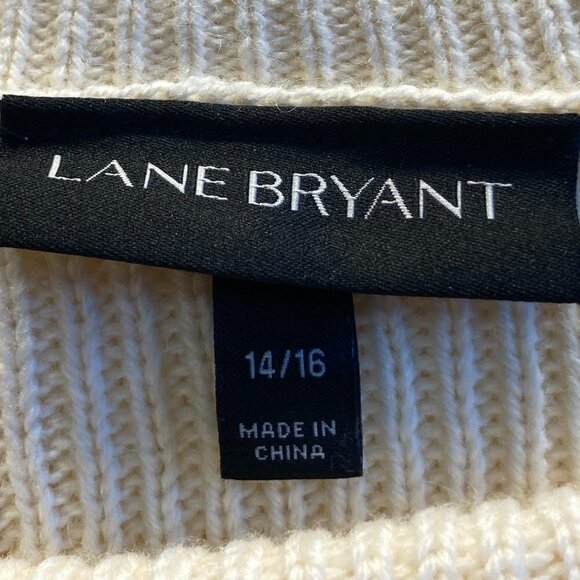 LANE BRYANT
14/16
MADE IN
CHINA